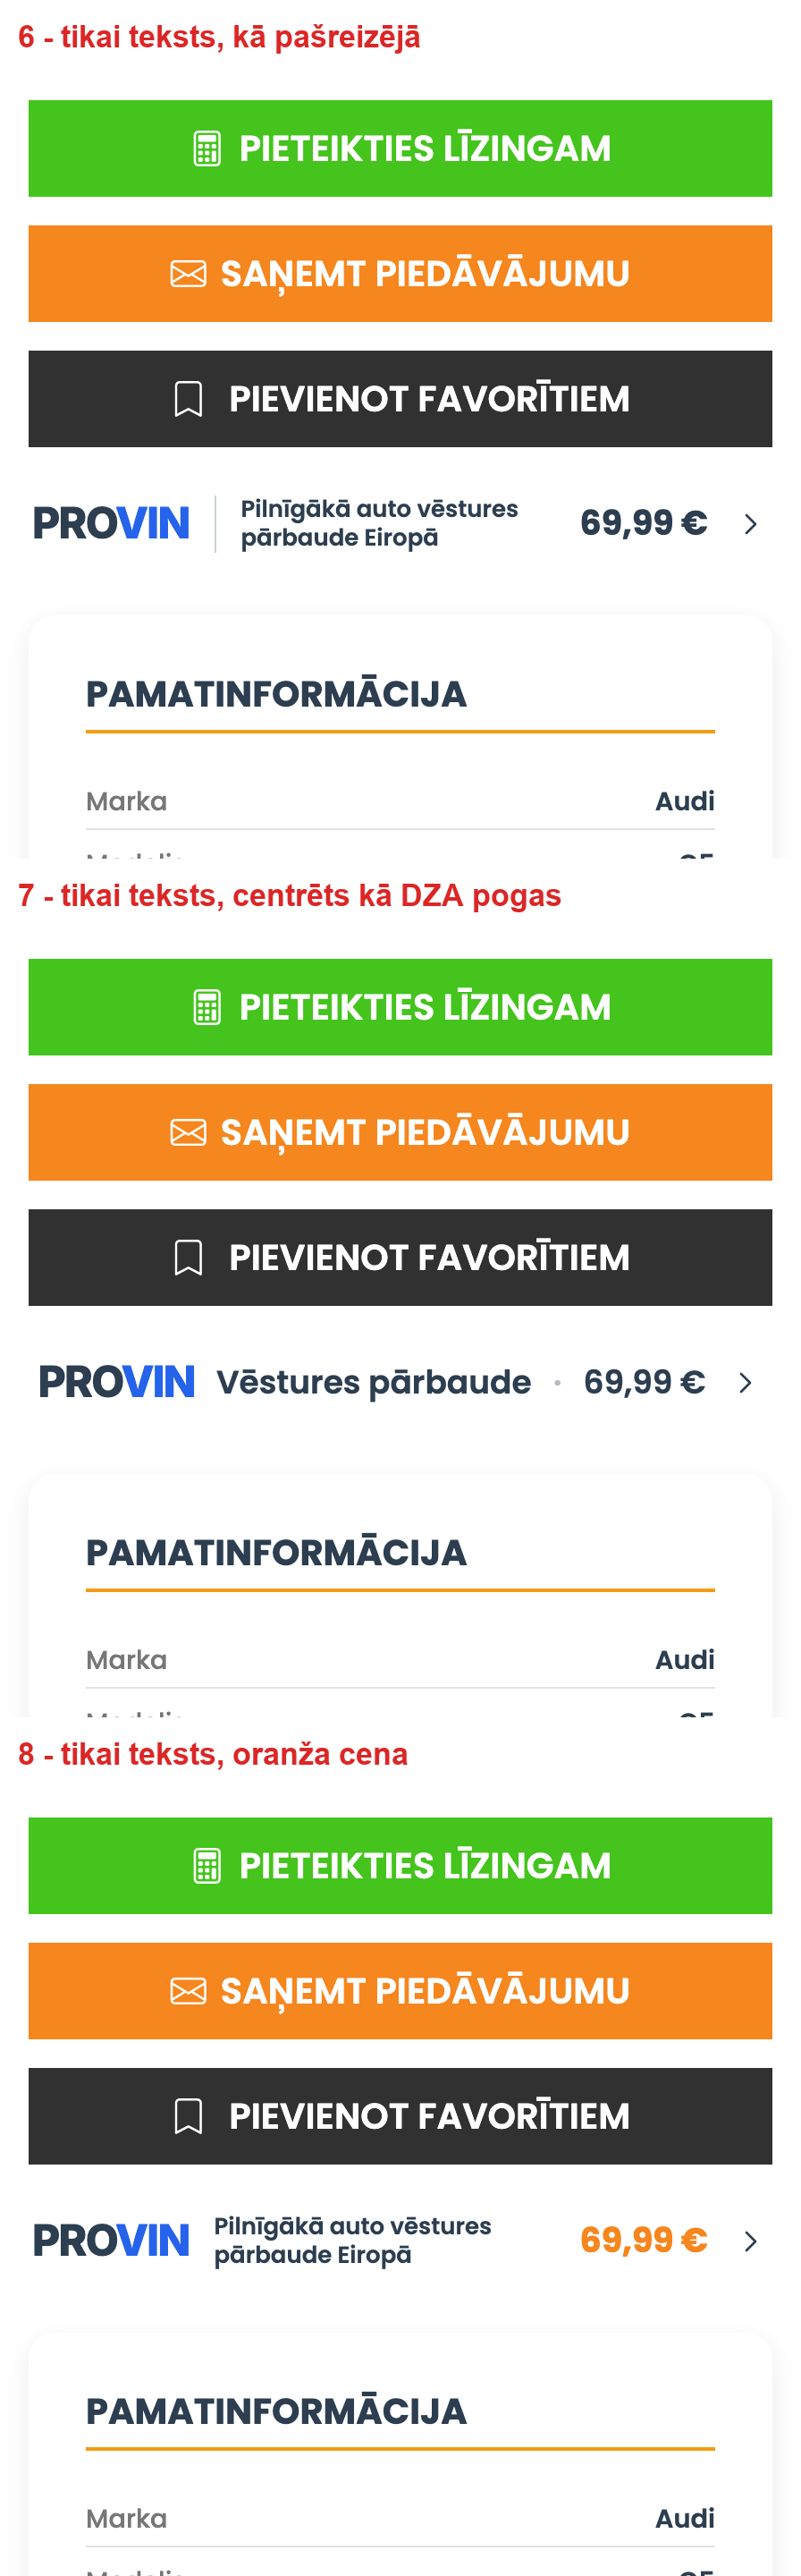 6 - tikai teksts, kā pašreizējā
PIETEIKTIES LĪZINGAM
SAŅEMT PIEDĀVĀJUMU
PIEVIENOT FAVORĪTIEM
PROVIN
Pilnīgākā auto vēstures
pārbaude Eiropā
69,99 €
PAMATINFORMĀCIJA
Marka Audi
7 - tikai teksts, centrēts kā DZA pogas
PIETEIKTIES LĪZINGAM
SAŅEMT PIEDĀVĀJUMU
PIEVIENOT FAVORĪTIEM
PROVIN Vēstures pārbaude • 69,99 €
PAMATINFORMĀCIJA
Marka Audi
8 - tikai teksts, oranža cena
PIETEIKTIES LĪZINGAM
SAŅEMT PIEDĀVĀJUMU
PIEVIENOT FAVORĪTIEM
PROVIN
Pilnīgākā auto vēstures
pārbaude Eiropā
69,99 €
PAMATINFORMĀCIJA
Marka Audi